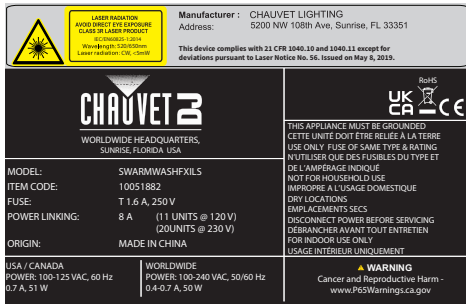 LASER RADIATION
AVOID DIRECT EYE EXPOSURE
CLASS 3R LASER PRODUCT
IEC/EN60825-1:2014
Wavelength: 520/650nm
Laser radiation: CW, <5mW
Manufacturer : CHAUVET LIGHTING
Address: 5200 NW 108th Ave, Sunrise, FL 33351
This device complies with 21 CFR 1040.10 and 1040.11 except for
deviations pursuant to Laser Notice No. 56. Issued on May 8, 2019.
CHAUVET DJ
WORLDWIDE HEADQUARTERS,
SUNRISE, FLORIDA USA
MODEL: SWARMWASHFXILS
ITEM CODE: 10051882
FUSE: T 1.6 A, 250 V
POWER LINKING: 8 A (11 UNITS @ 120 V)
(20UNITS @ 230 V)
ORIGIN: MADE IN CHINA
USA / CANADA
POWER: 100-125 VAC, 60 Hz
0.7 A, 51 W
WORLDWIDE
POWER: 100-240 VAC, 50/60 Hz
0.4-0.7 A, 50 W
RoHS
UK CA CE
THIS APPLIANCE MUST BE GROUNDED
CETTE UNITÉ DOIT ÊTRE RELIÉE À LA TERRE
USE ONLY FUSE OF SAME TYPE & RATING
N'UTILISER QUE DES FUSIBLES DU TYPE ET
DE L'AMPÉRAGE INDIQUÉ
NOT FOR HOUSEHOLD USE
IMPROPRE A L'USAGE DOMESTIQUE
DRY LOCATIONS
EMPLACEMENTS SECS
DISCONNECT POWER BEFORE SERVICING
DÉBRANCHER AVANT TOUT ENTRETIEN
FOR INDOOR USE ONLY
USAGE INTÉRIEUR UNIQUEMENT
WARNING
Cancer and Reproductive Harm -
www.P65Warnings.ca.gov